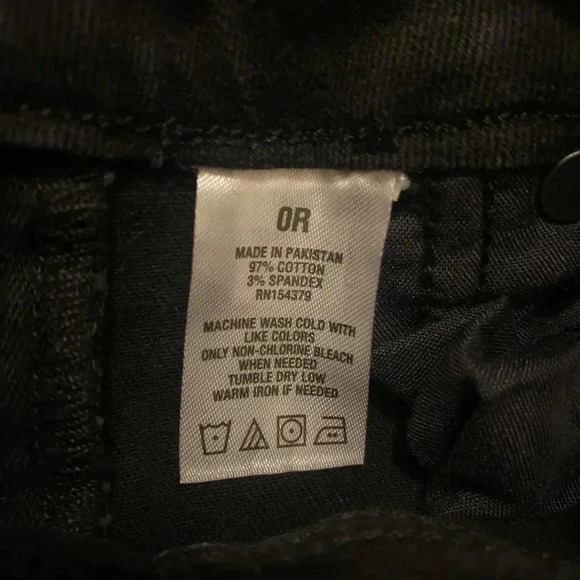 0R
MADE IN PAKISTAN
97% COTTON
3% SPANDEX
RN154379
MACHINE WASH COLD WITH
LIKE COLORS
ONLY NON-CHLORINE BLEACH
WHEN NEEDED
TUMBLE DRY LOW
WARM IRON IF NEEDED